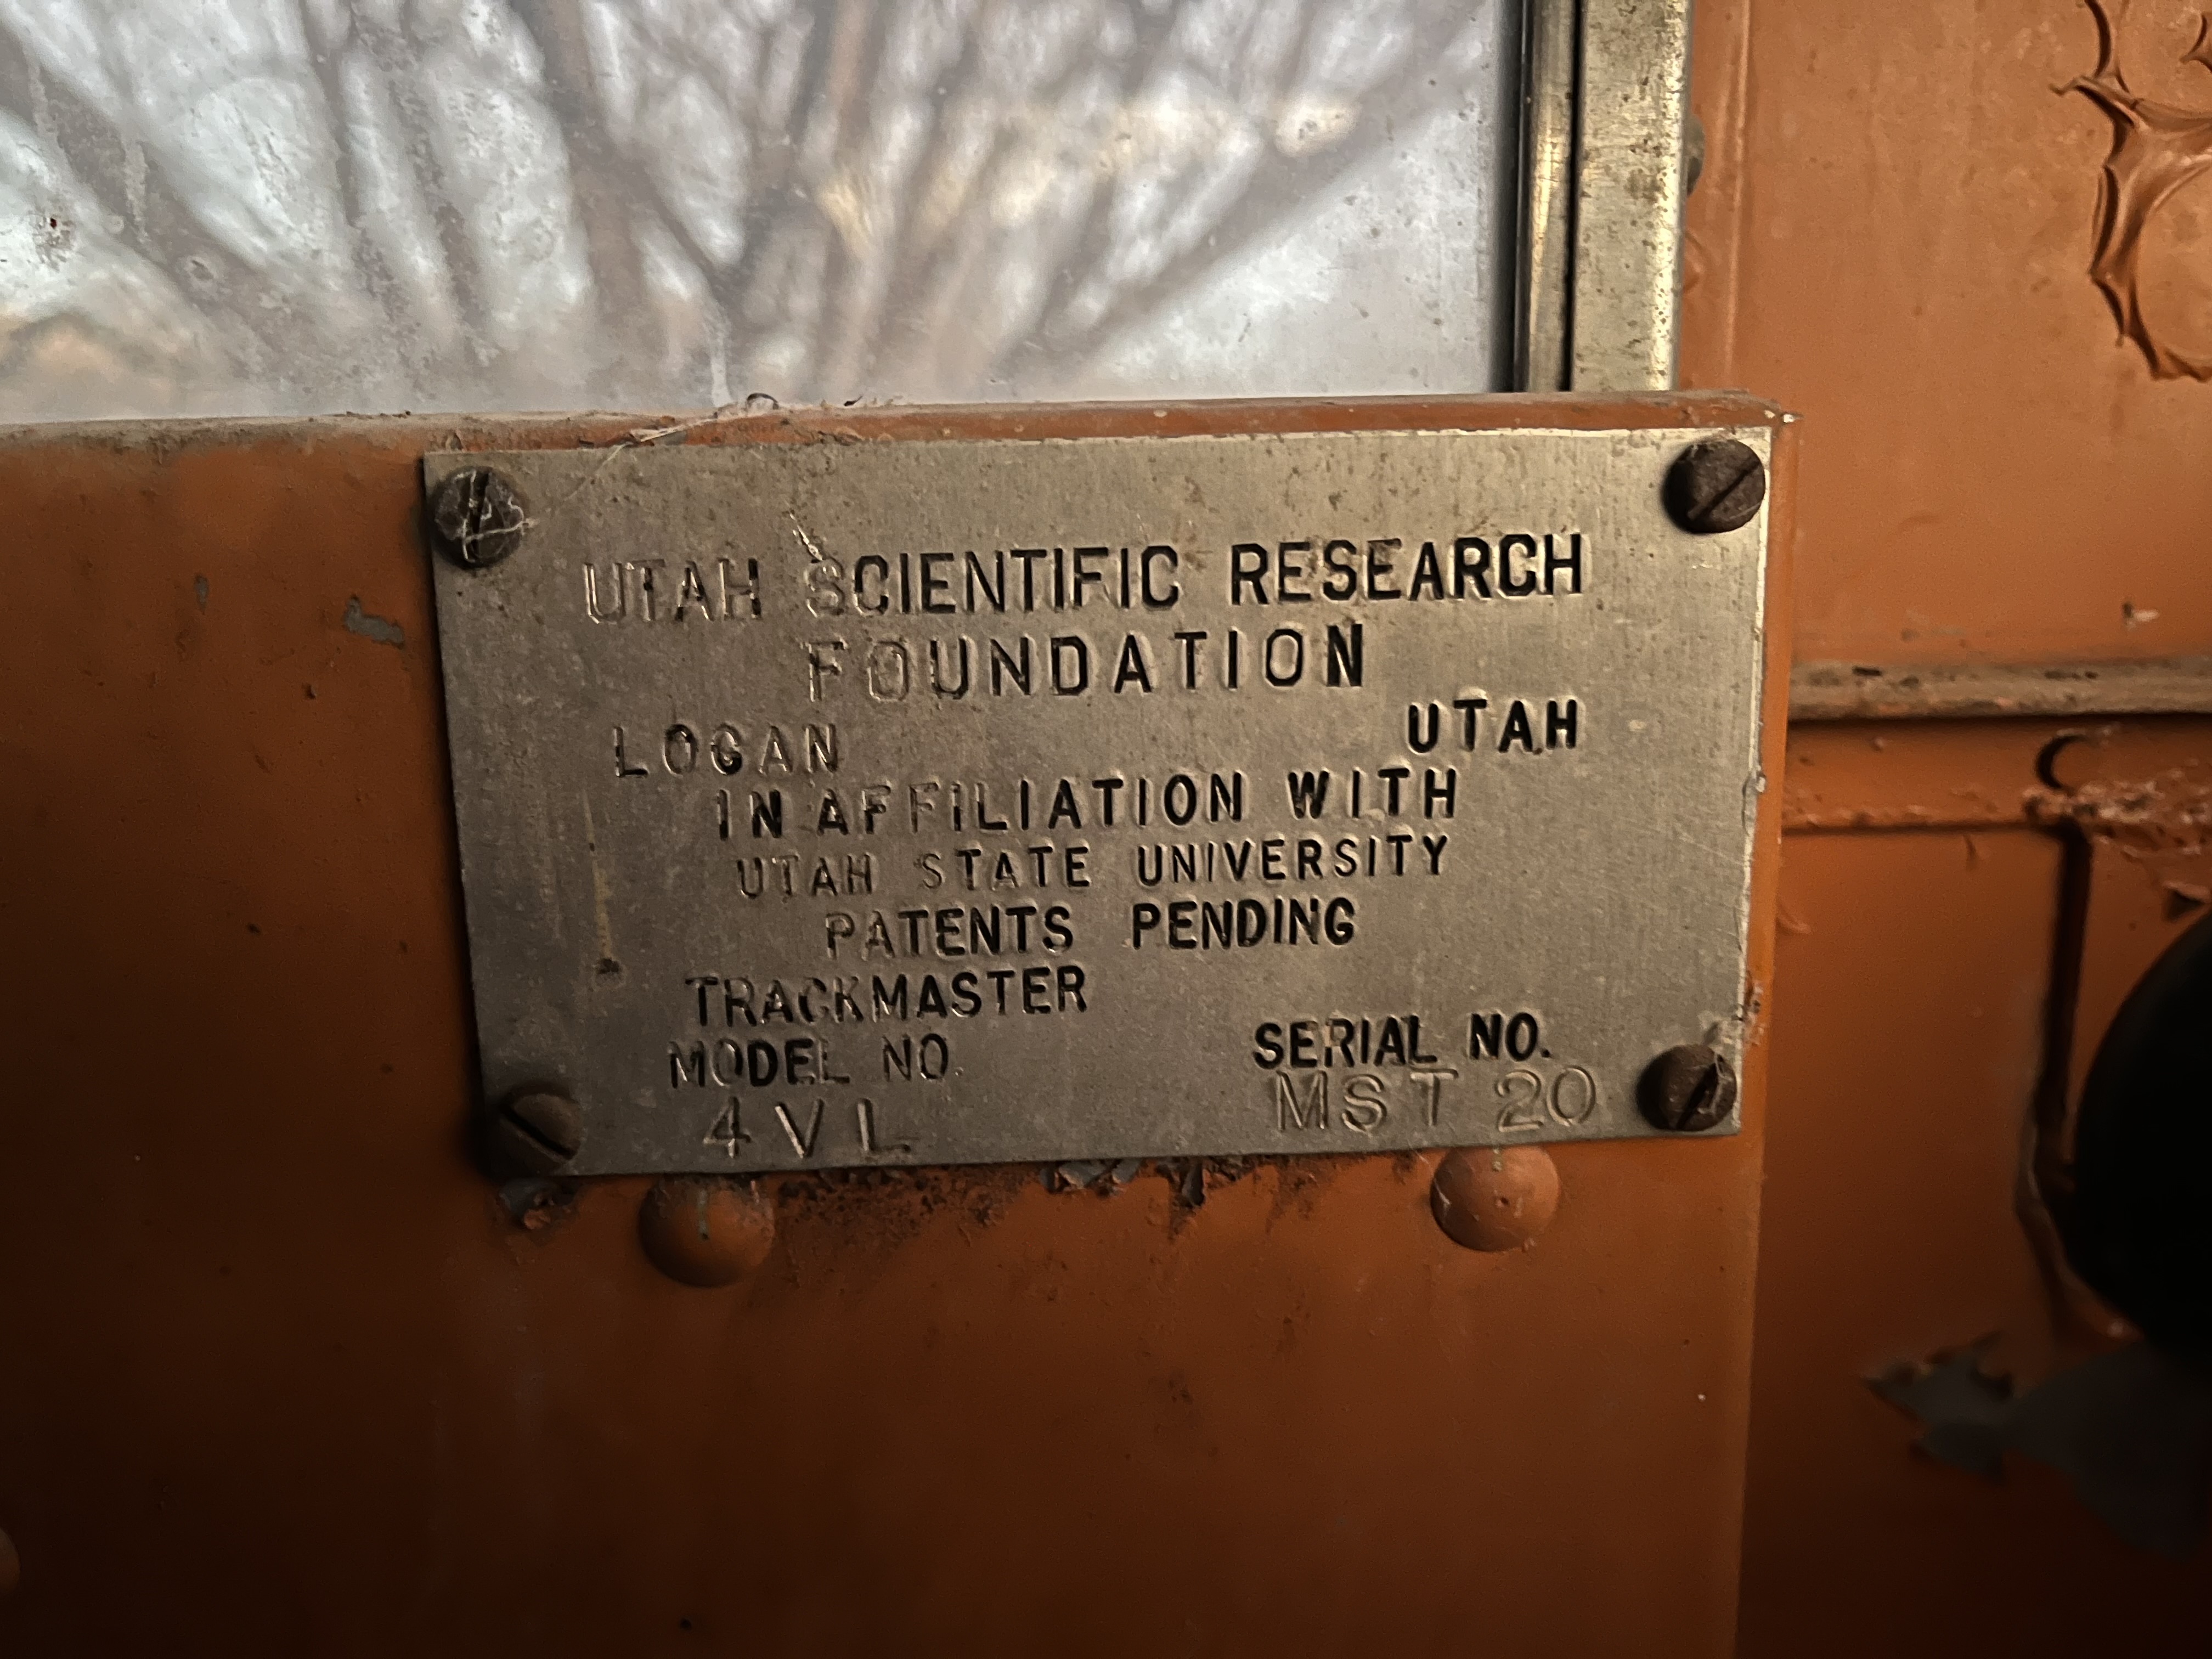 UTAH SCIENTIFIC RESEARCH
FOUNDATION
LOGAN UTAH
IN AFFILIATION WITH
UTAH STATE UNIVERSITY
PATENTS PENDING
TRACKMASTER
MODEL NO. SERIAL NO.
4VL MST 20